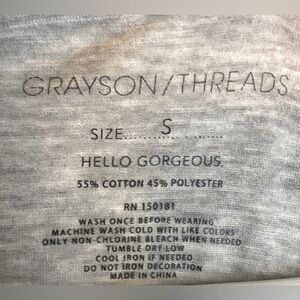 GRAYSON/THREADS
SIZE............S............
HELLO GORGEOUS
55% COTTON 45% POLYESTER
RN 150181
WASH ONCE BEFORE WEARING
MACHINE WASH COLD WITH LIKE COLORS
ONLY NON-CHLORINE BLEACH WHEN NEEDED
TUMBLE DRY LOW
COOL IRON IF NEEDED
DO NOT IRON DECORATION
MADE IN CHINA